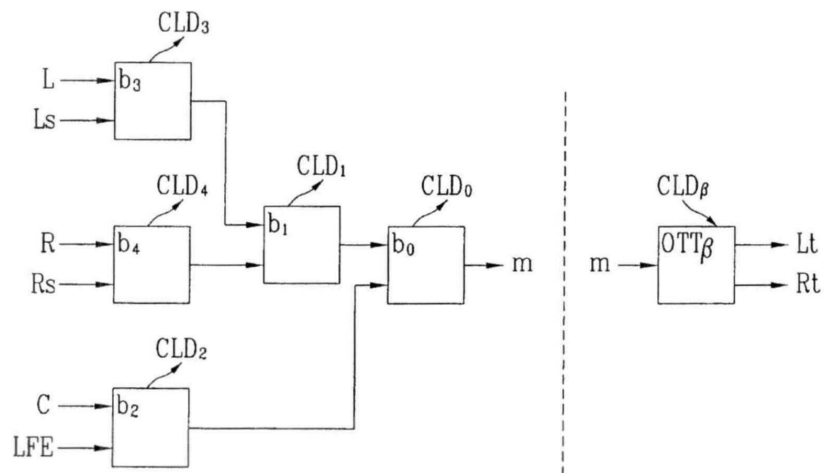 CLD₃
L b₃
Ls
CLD₁
CLD₄ CLD₀ CLDᵦ
b₁
R b₄ b₀ OTTᵦ Lt
Rs m m Rt
CLD₂
C b₂
LFE